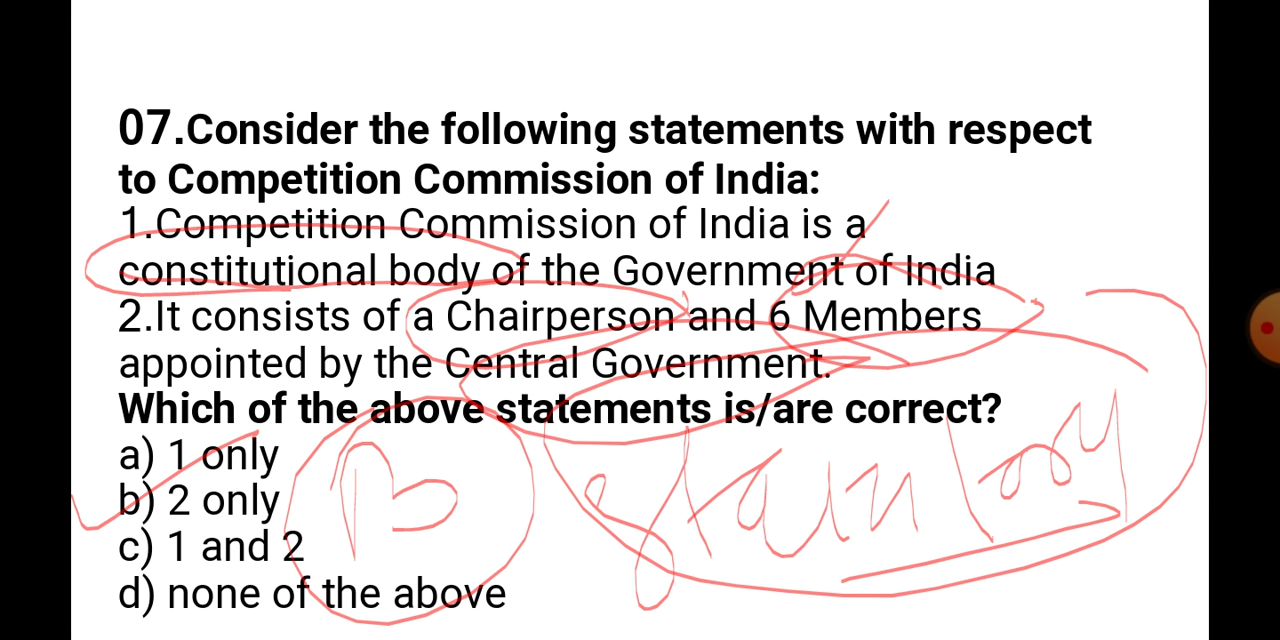 07.Consider the following statements with respect
to Competition Commission of India:
1.Competition Commission of India is a
constitutional body of the Government of India
2.It consists of a Chairperson and 6 Members
appointed by the Central Government.
Which of the above statements is/are correct?
a) 1 only
b) 2 only
c) 1 and 2
d) none of the above
B